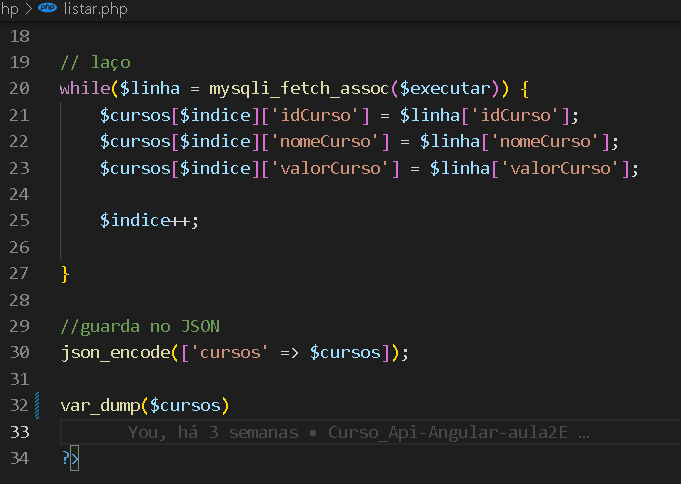 hp > php listar.php
18
19 // laço
20 while($linha = mysqli_fetch_assoc($executar)) {
21 $cursos[$indice]['idCurso'] = $linha['idCurso'];
22 $cursos[$indice]['nomeCurso'] = $linha['nomeCurso'];
23 $cursos[$indice]['valorCurso'] = $linha['valorCurso'];
24
25 $indice++;
26
27 }
28
29 //guarda no JSON
30 json_encode(['cursos' => $cursos]);
31
32 var_dump($cursos)
33 You, há 3 semanas • Curso_Api-Angular-aula2E …
34 ?>